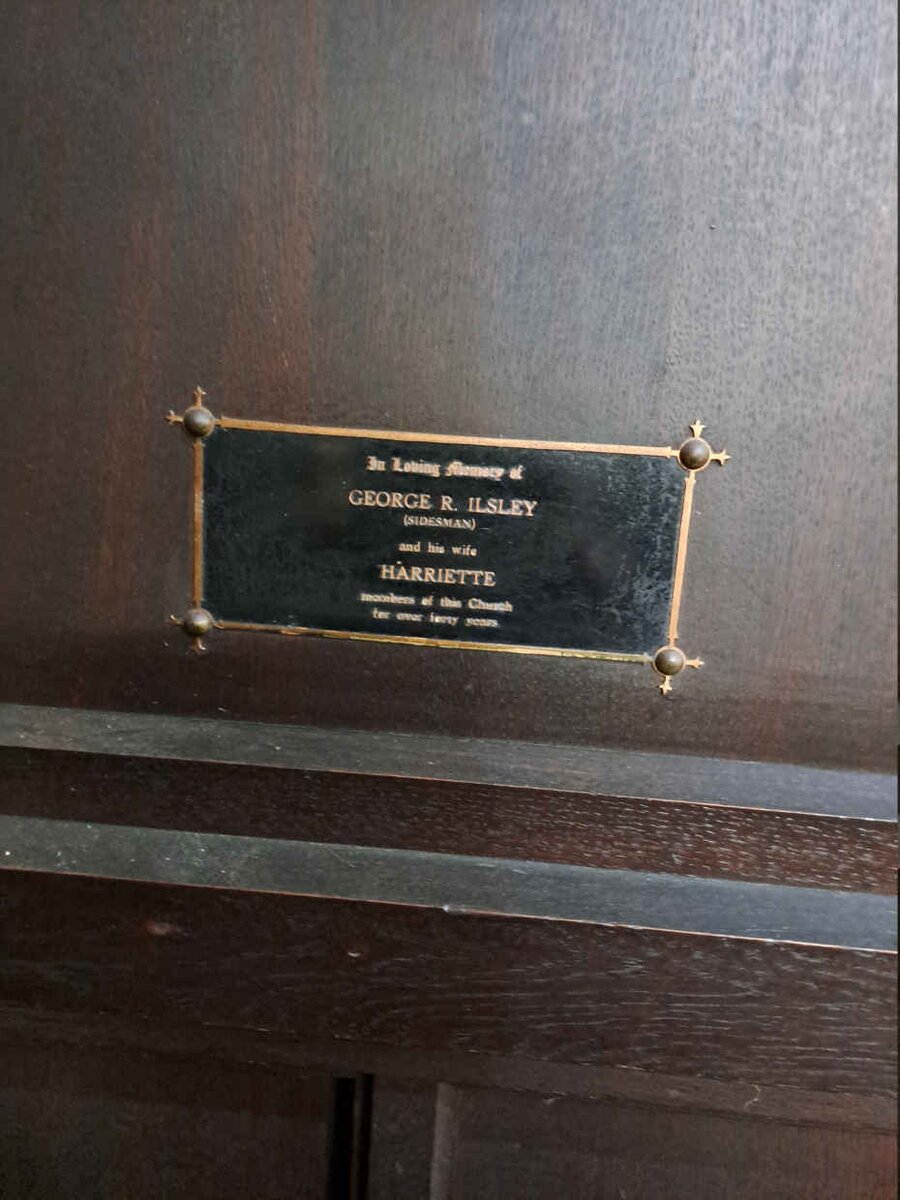 In Loving Memory of
GEORGE R. ILSLEY
(SIDESMAN)
and his wife
HARRIETTE
members of this Church
for over forty years